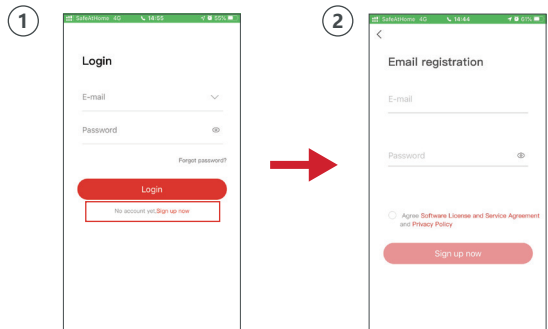 1
SafeAtHome 4G 14:55 55%
Login
E-mail
Password
Forget password?
Login
No account yet.Sign up now
2
SafeAtHome 4G 14:44 61%
Email registration
E-mail
Password
Agree Software License and Service Agreement
and Privacy Policy
Sign up now